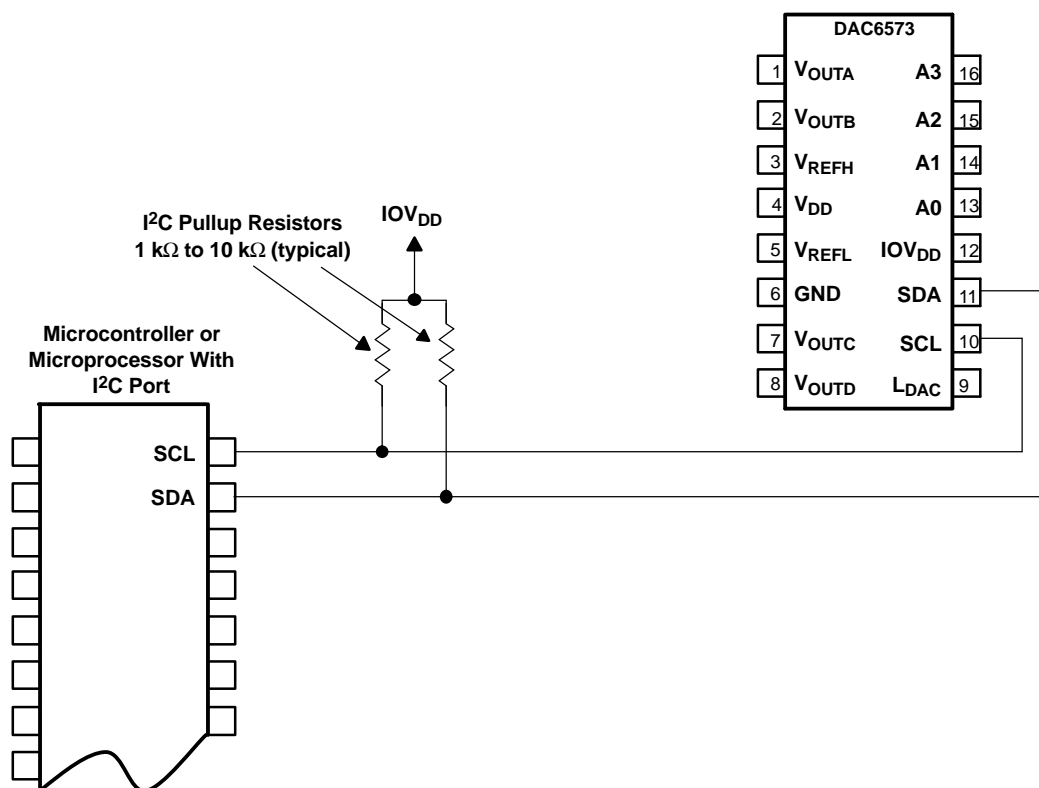 DAC6573
1 VOUTA A3 16
2 VOUTB A2 15
3 VREFH A1 14
4 VDD A0 13
5 VREFL IOVDD 12
6 GND SDA 11
7 VOUTC SCL 10
8 VOUTD LDAC 9
I2C Pullup Resistors
1 kΩ to 10 kΩ (typical)
IOVDD
Microcontroller or
Microprocessor With
I2C Port
SCL
SDA